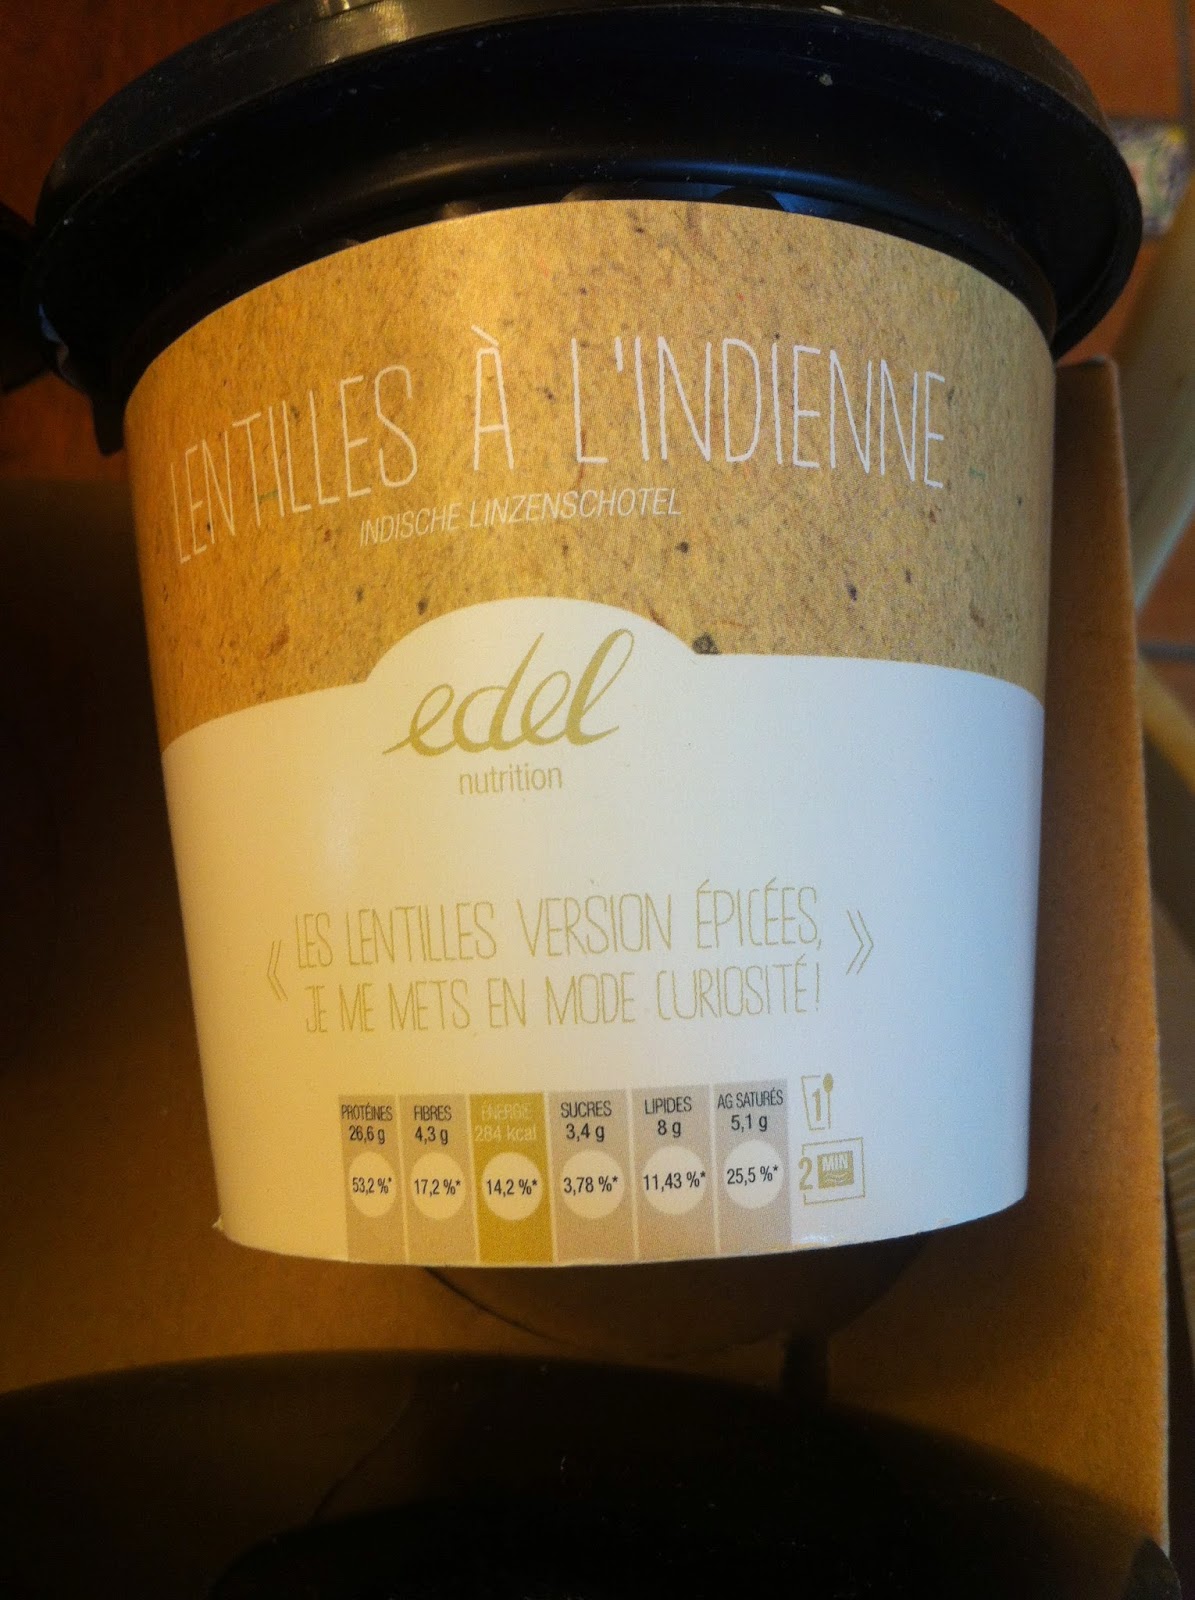 LENTILLES À L'INDIENNE
INDISCHE LINZENSCHOTEL
edel
nutrition
« LES LENTILLES VERSION ÉPICÉES,
JE ME METS EN MODE CURIOSITÉ! »
PROTÉINES FIBRES ÉNERGIE SUCRES LIPIDES AG SATURÉS
26,6 g 4,3 g 284 kcal 3,4 g 8 g 5,1 g
53,2 %* 17,2 %* 14,2 %* 3,78 %* 11,43 %* 25,5 %*
1
2 MIN